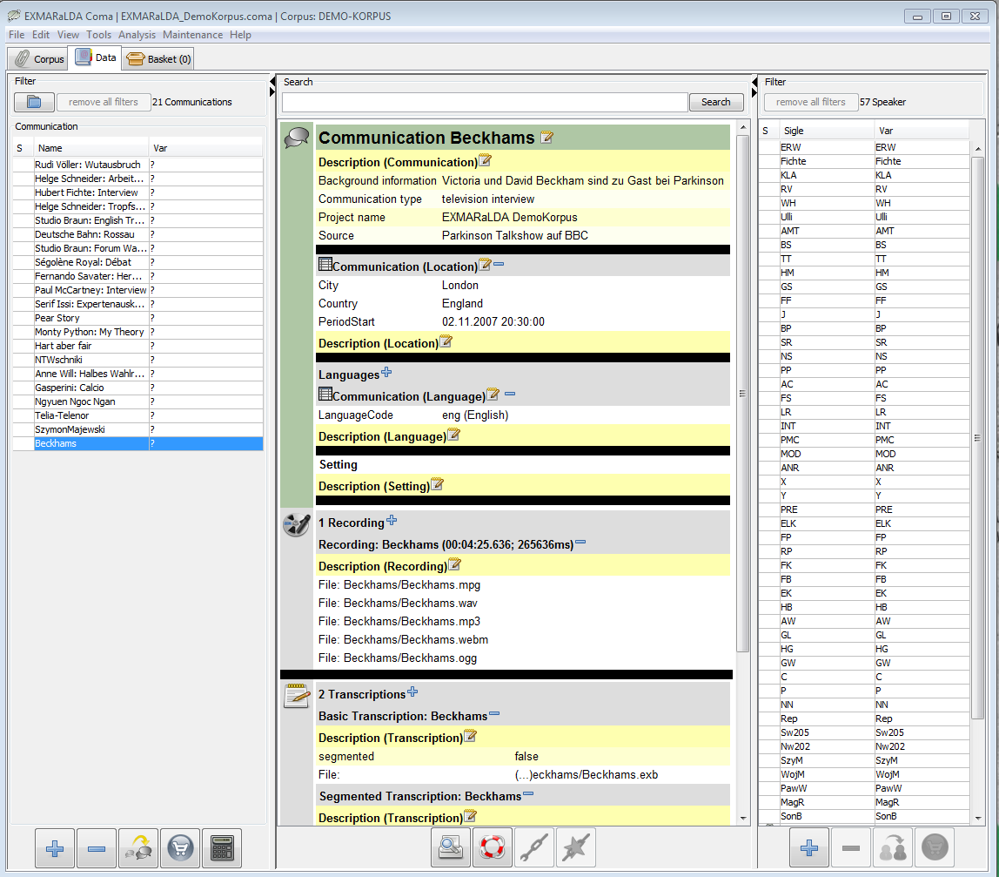 EXMARaLDA Coma | EXMARaLDA_DemoKorpus.coma | Corpus: DEMO-KORPUS
File Edit View Tools Analysis Maintenance Help
Corpus Data Basket (0)
Filter
remove all filters 21 Communications
Communication
S Name Var
Rudi Völler: Wutausbruch ?
Helge Schneider: Arbeit... ?
Hubert Fichte: Interview ?
Helge Schneider: Tropfs... ?
Studio Braun: English Tr... ?
Deutsche Bahn: Rossau ?
Studio Braun: Forum Wa... ?
Ségolène Royal: Débat ?
Fernando Savater: Her... ?
Paul McCartney: Interview ?
Serif Issi: Expertenausk... ?
Pear Story ?
Monty Python: My Theory ?
Hart aber fair ?
NTWschniki ?
Anne Will: Halbes Wahlr... ?
Gasperini: Calcio ?
Ngyuen Ngoc Ngan ?
Telia-Telenor ?
SzymonMajewski ?
Beckhams ?
Search
Search
Communication Beckhams
Description (Communication)
Background information Victoria und David Beckham sind zu Gast bei Parkinson
Communication type television interview
Project name EXMARaLDA DemoKorpus
Source Parkinson Talkshow auf BBC
Communication (Location)
City London
Country England
PeriodStart 02.11.2007 20:30:00
Description (Location)
Languages
Communication (Language)
LanguageCode eng (English)
Description (Language)
Setting
Description (Setting)
1 Recording
Recording: Beckhams (00:04:25.636; 265636ms)
Description (Recording)
File: Beckhams/Beckhams.mpg
File: Beckhams/Beckhams.wav
File: Beckhams/Beckhams.mp3
File: Beckhams/Beckhams.webm
File: Beckhams/Beckhams.ogg
2 Transcriptions
Basic Transcription: Beckhams
Description (Transcription)
segmented false
File: (...)eckhams/Beckhams.exb
Segmented Transcription: Beckhams
Description (Transcription)
Filter
remove all filters 57 Speaker
S Sigle Var
ERW ERW
Fichte Fichte
KLA KLA
RV RV
WH WH
Ulli Ulli
AMT AMT
BS BS
TT TT
HM HM
GS GS
FF FF
J J
BP BP
SR SR
NS NS
PP PP
AC AC
FS FS
LR LR
INT INT
PMC PMC
MOD MOD
ANR ANR
X X
Y Y
PRE PRE
ELK ELK
FP FP
RP RP
FK FK
FB FB
EK EK
HB HB
AW AW
GL GL
HG HG
GW GW
C C
P P
NN NN
Rep Rep
Sw205 Sw205
Nw202 Nw202
SzyM SzyM
WojM WojM
PawW PawW
MagR MagR
SonB SonB